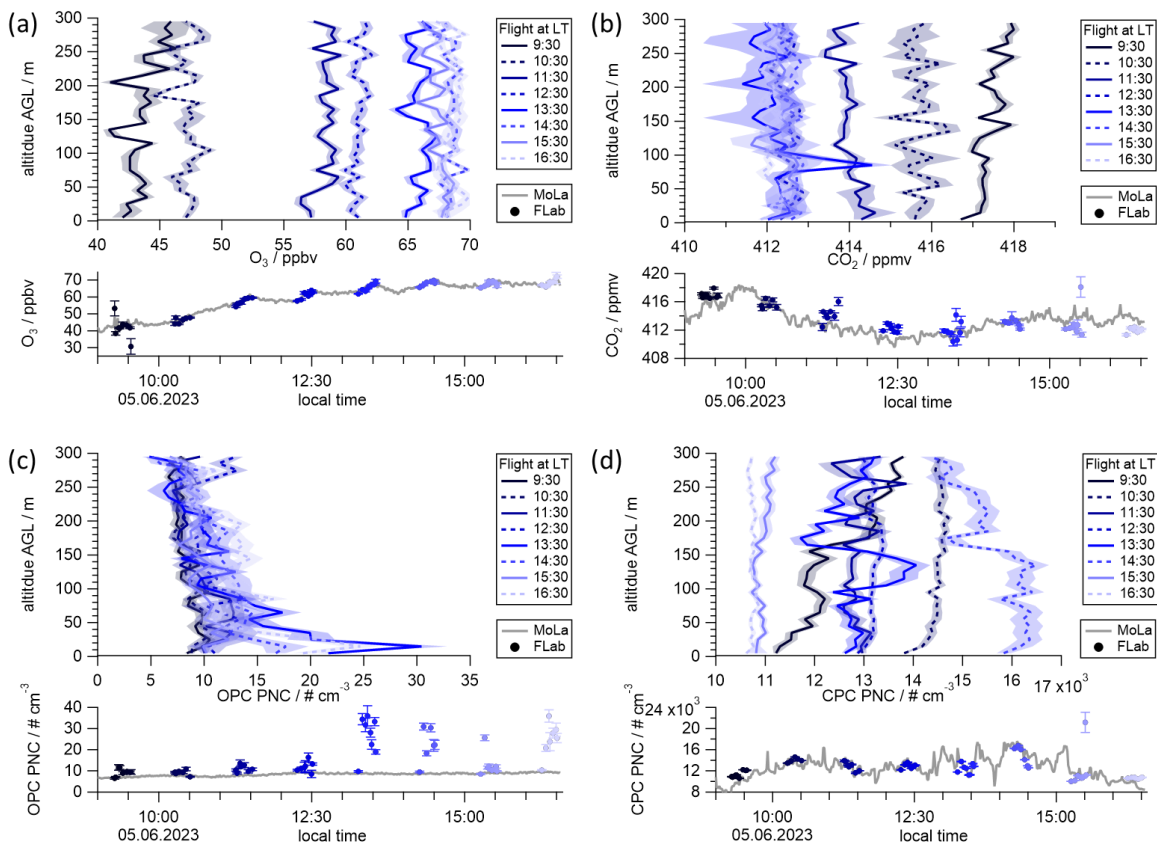 (a)
300
250
200
150
100
50
0
altitdue AGL / m
40 45 50 55 60 65 70
O3 / ppbv
Flight at LT
9:30
10:30
11:30
12:30
13:30
14:30
15:30
16:30
MoLa
FLab
70
60
50
40
30
O3 / ppbv
10:00 12:30 15:00
05.06.2023 local time
(b)
300
250
200
150
100
50
0
altitdue AGL / m
410 412 414 416 418
CO2 / ppmv
Flight at LT
9:30
10:30
11:30
12:30
13:30
14:30
15:30
16:30
MoLa
FLab
420
416
412
408
CO2 / ppmv
10:00 12:30 15:00
05.06.2023 local time
(c)
300
250
200
150
100
50
0
altitdue AGL / m
0 5 10 15 20 25 30 35
OPC PNC / # cm-3
Flight at LT
9:30
10:30
11:30
12:30
13:30
14:30
15:30
16:30
MoLa
FLab
40
30
20
10
0
OPC PNC / # cm-3
10:00 12:30 15:00
05.06.2023 local time
(d)
300
250
200
150
100
50
0
altitdue AGL / m
10 11 12 13 14 15 16 17 x10³
CPC PNC / # cm-3
Flight at LT
9:30
10:30
11:30
12:30
13:30
14:30
15:30
16:30
MoLa
FLab
24 x10³
20
16
12
8
CPC PNC / # cm-3
10:00 12:30 15:00
05.06.2023 local time